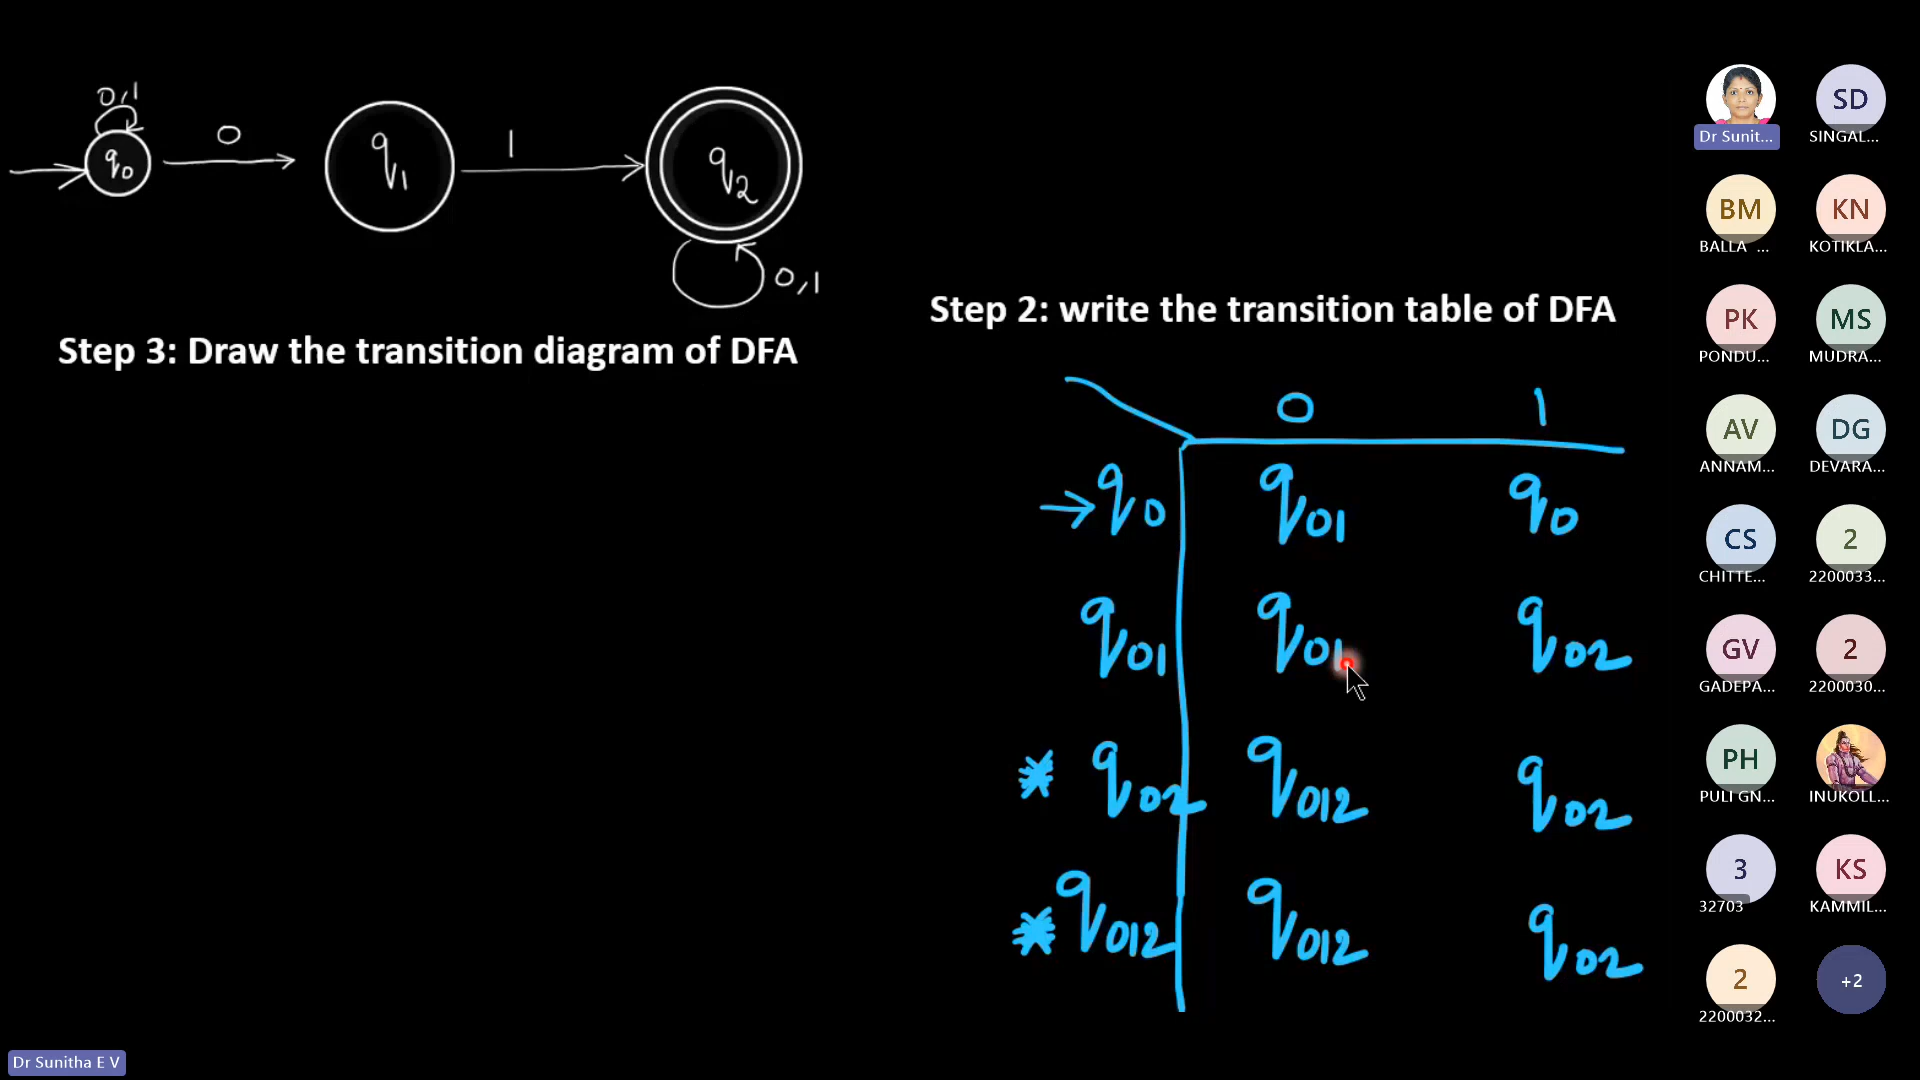 0,1
q0
0
q1
1
q2
0,1
Step 3: Draw the transition diagram of DFA
Step 2: write the transition table of DFA
0 1
→q0 q01 q0
q01 q01 q02
* q02 q012 q02
* q012 q012 q02
Dr Sunit...
SD
SINGAL...
BM
BALLA ...
KN
KOTIKLA...
PK
PONDU...
MS
MUDRA...
AV
ANNAM...
DG
DEVARA...
CS
CHITTE...
2
2200033...
GV
GADEPA...
2
2200030...
PH
PULI GN...
INUKOLL...
3
32703
KS
KAMMIL...
2
2200032...
+2
Dr Sunitha E V